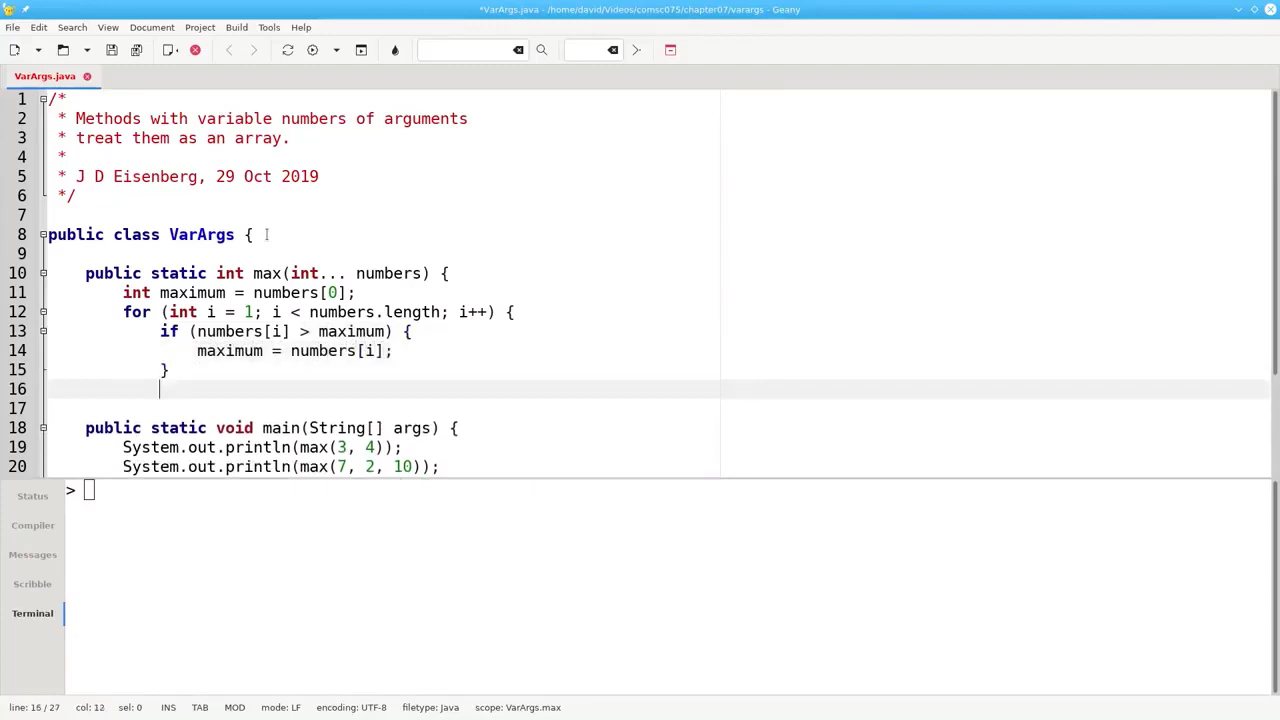 *VarArgs.java - /home/david/Videos/comsc075/chapter07/varargs - Geany
File Edit Search View Document Project Build Tools Help
VarArgs.java
1 /*
2  * Methods with variable numbers of arguments
3  * treat them as an array.
4  *
5  * J D Eisenberg, 29 Oct 2019
6  */
7
8 public class VarArgs {
9
10     public static int max(int... numbers) {
11         int maximum = numbers[0];
12         for (int i = 1; i < numbers.length; i++) {
13             if (numbers[i] > maximum) {
14                 maximum = numbers[i];
15             }
16
17
18     public static void main(String[] args) {
19         System.out.println(max(3, 4));
20         System.out.println(max(7, 2, 10));
>
Status
Compiler
Messages
Scribble
Terminal
line: 16 / 27 col: 12 sel: 0 INS TAB MOD mode: LF encoding: UTF-8 filetype: Java scope: VarArgs.max